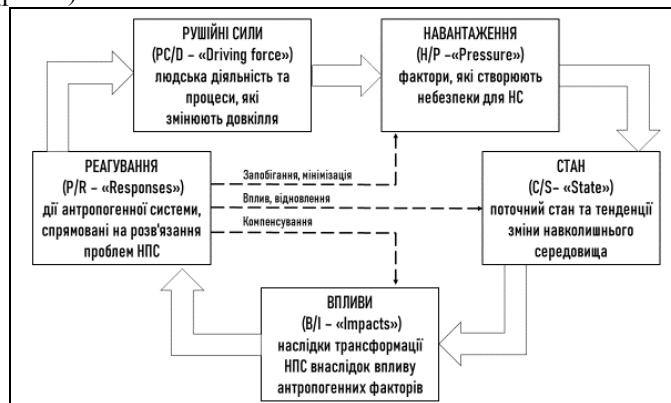 РУШІЙНІ СИЛИ
(РС/D – «Driving force»)
людська діяльність та
процеси, які
змінюють довкілля
НАВАНТАЖЕННЯ
(Н/Р –«Pressure»)
фактори, які створюють
небезпеки для НС
РЕАГУВАННЯ
(Р/R – «Responses»)
дії антропогенної системи,
спрямовані на розв'язання
проблем НПС
Запобігання, мінімізація
Вплив, відновлення
Компенсування
СТАН
(С/S– «State»)
поточний стан та тенденції
зміни навколишнього
середовища
ВПЛИВИ
(В/І – «Impacts»)
наслідки трансформації
НПС внаслідок впливу
антропогенних факторів